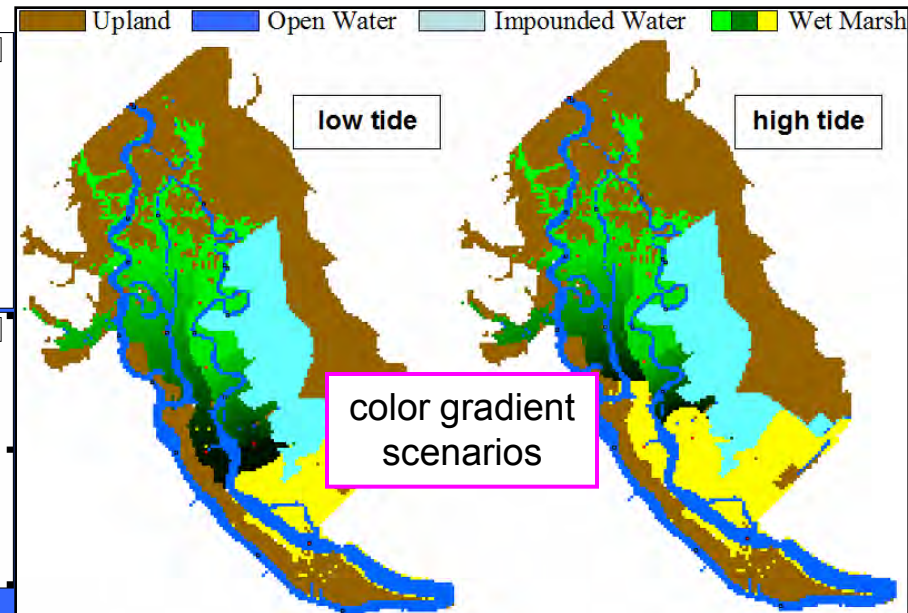 Upland Open Water Impounded Water Wet Marsh
low tide high tide
color gradient
scenarios